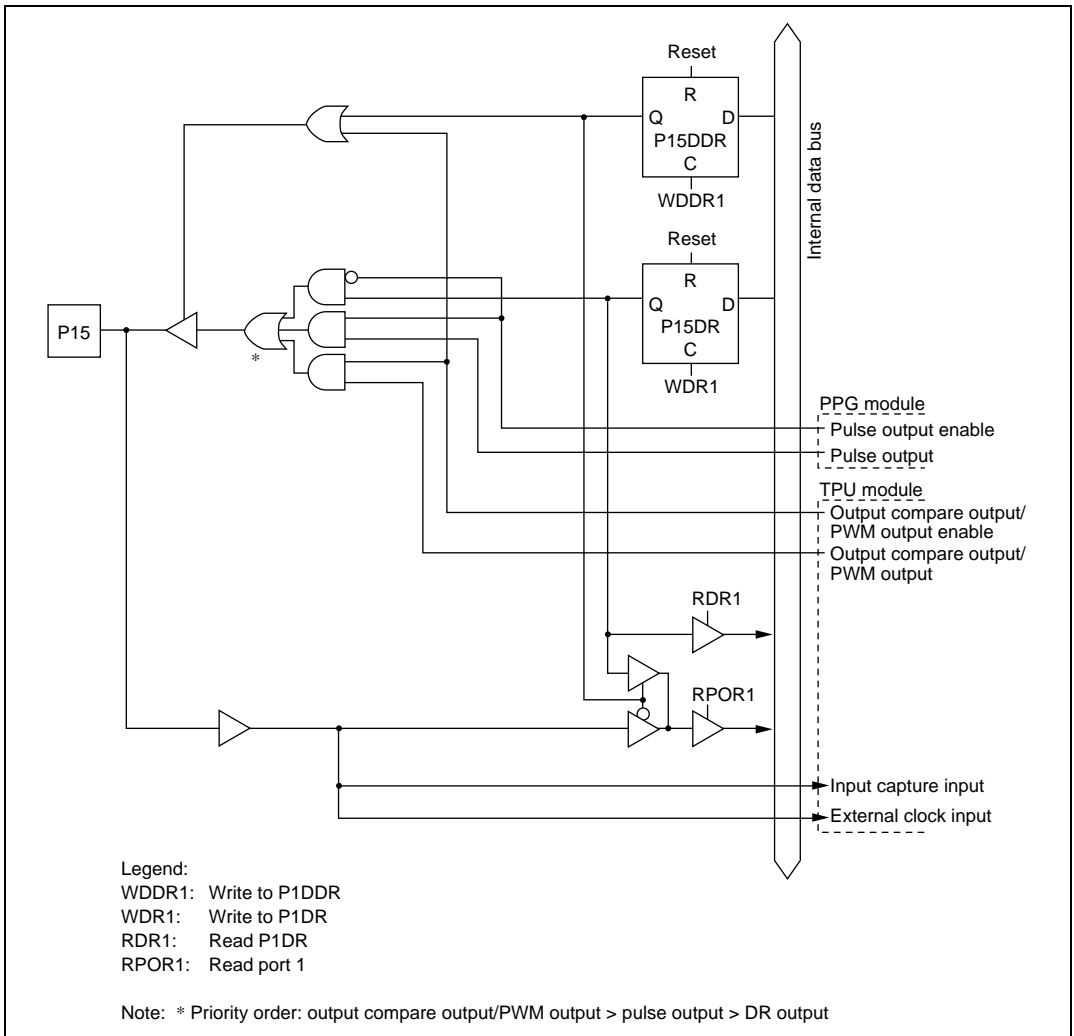 Reset
R
Q D
P15DDR
C
WDDR1
Internal data bus
Reset
R
Q D
P15DR
C
WDR1
P15
*
PPG module
Pulse output enable
Pulse output
TPU module
Output compare output/
PWM output enable
Output compare output/
PWM output
RDR1
RPOR1
Input capture input
External clock input
Legend:
WDDR1: Write to P1DDR
WDR1: Write to P1DR
RDR1: Read P1DR
RPOR1: Read port 1
Note: * Priority order: output compare output/PWM output > pulse output > DR output